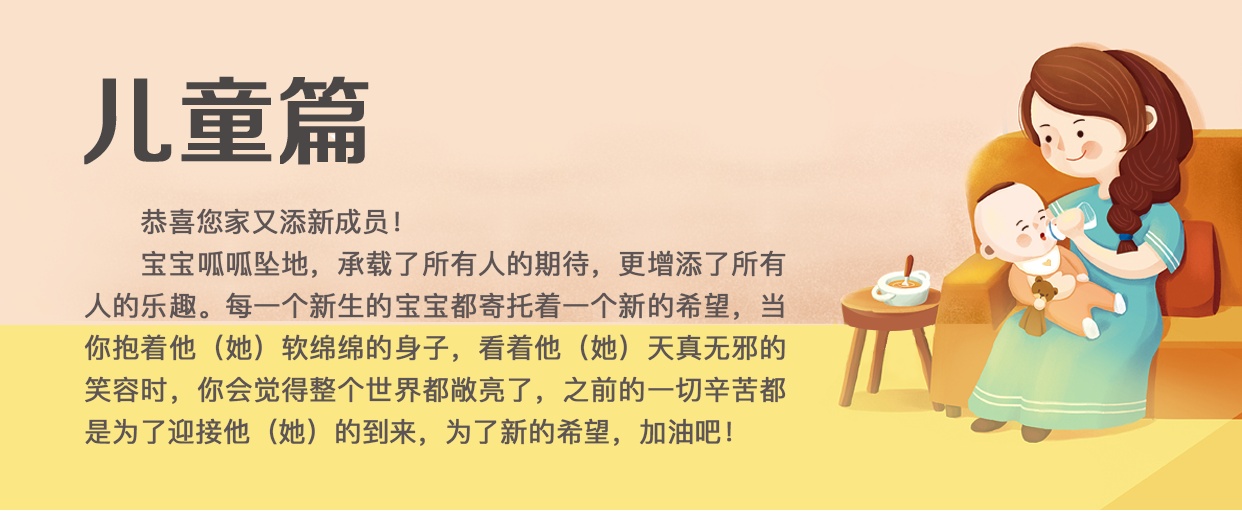 儿童篇
恭喜您家又添新成员！
宝宝呱呱坠地，承载了所有人的期待，更增添了所有
人的乐趣。每一个新生的宝宝都寄托着一个新的希望，当
你抱着他（她）软绵绵的身子，看着他（她）天真无邪的
笑容时，你会觉得整个世界都敞亮了，之前的一切辛苦都
是为了迎接他（她）的到来，为了新的希望，加油吧！